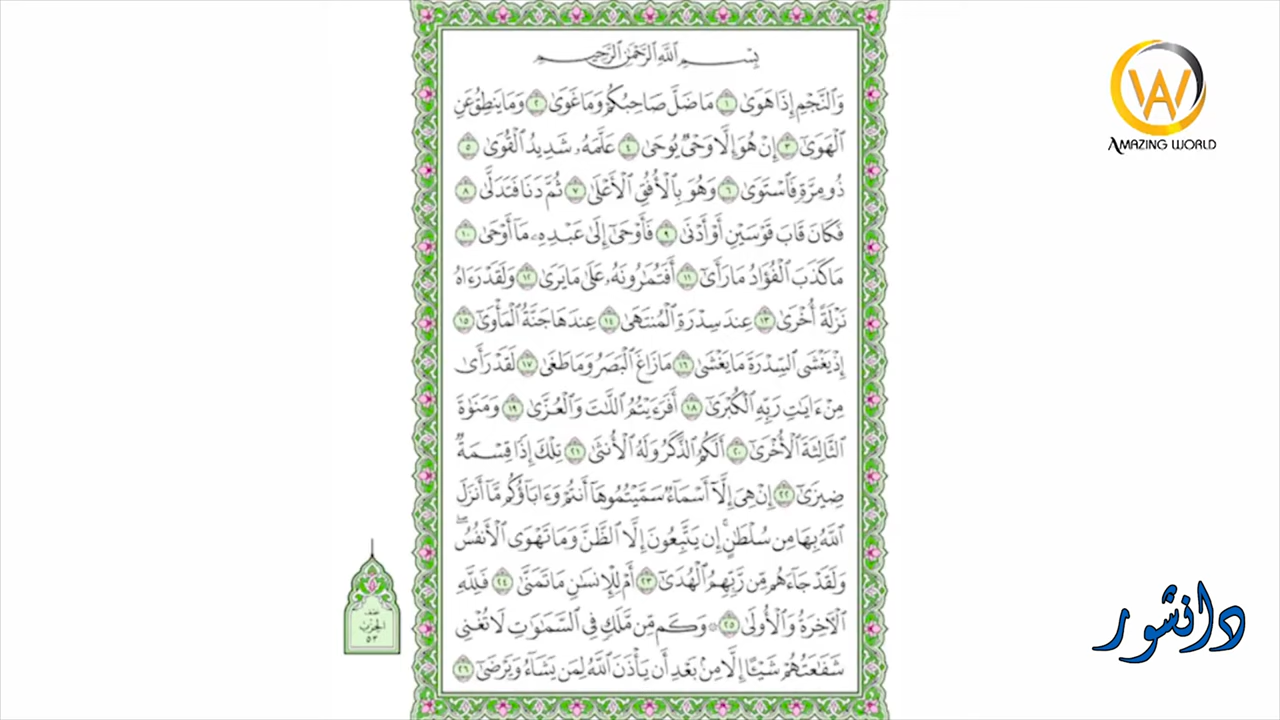 بِسْمِ ٱللَّهِ ٱلرَّحْمَٰنِ ٱلرَّحِيمِ
وَٱلنَّجْمِ إِذَا هَوَىٰ ١ مَا ضَلَّ صَاحِبُكُمْ وَمَا غَوَىٰ ٢ وَمَا يَنطِقُ عَنِ
ٱلْهَوَىٰٓ ٣ إِنْ هُوَ إِلَّا وَحْىٌ يُوحَىٰ ٤ عَلَّمَهُۥ شَدِيدُ ٱلْقُوَىٰ ٥
ذُو مِرَّةٍ فَٱسْتَوَىٰ ٦ وَهُوَ بِٱلْأُفُقِ ٱلْأَعْلَىٰ ٧ ثُمَّ دَنَا فَتَدَلَّىٰ ٨
فَكَانَ قَابَ قَوْسَيْنِ أَوْ أَدْنَىٰ ٩ فَأَوْحَىٰٓ إِلَىٰ عَبْدِهِۦ مَآ أَوْحَىٰ ١٠
مَا كَذَبَ ٱلْفُؤَادُ مَا رَأَىٰٓ ١١ أَفَتُمَٰرُونَهُۥ عَلَىٰ مَا يَرَىٰ ١٢ وَلَقَدْ رَءَاهُ
نَزْلَةً أُخْرَىٰ ١٣ عِندَ سِدْرَةِ ٱلْمُنتَهَىٰ ١٤ عِندَهَا جَنَّةُ ٱلْمَأْوَىٰٓ ١٥
إِذْ يَغْشَى ٱلسِّدْرَةَ مَا يَغْشَىٰ ١٦ مَا زَاغَ ٱلْبَصَرُ وَمَا طَغَىٰ ١٧ لَقَدْ رَأَىٰ
مِنْ ءَايَٰتِ رَبِّهِ ٱلْكُبْرَىٰٓ ١٨ أَفَرَءَيْتُمُ ٱللَّٰتَ وَٱلْعُزَّىٰ ١٩ وَمَنَوٰةَ
ٱلثَّالِثَةَ ٱلْأُخْرَىٰٓ ٢٠ أَلَكُمُ ٱلذَّكَرُ وَلَهُ ٱلْأُنثَىٰ ٢١ تِلْكَ إِذًا قِسْمَةٌ
ضِيزَىٰٓ ٢٢ إِنْ هِىَ إِلَّآ أَسْمَآءٌ سَمَّيْتُمُوهَآ أَنتُمْ وَءَابَآؤُكُم مَّآ أَنزَلَ
ٱللَّهُ بِهَا مِن سُلْطَٰنٍ إِن يَتَّبِعُونَ إِلَّا ٱلظَّنَّ وَمَا تَهْوَى ٱلْأَنفُسُ ۖ
وَلَقَدْ جَآءَهُم مِّن رَّبِّهِمُ ٱلْهُدَىٰٓ ٢٣ أَمْ لِلْإِنسَٰنِ مَا تَمَنَّىٰ ٢٤ فَلِلَّهِ
ٱلْءَاخِرَةُ وَٱلْأُولَىٰ ٢٥ ۞ وَكَم مِّن مَّلَكٍ فِى ٱلسَّمَٰوَٰتِ لَا تُغْنِى
شَفَٰعَتُهُمْ شَيْـًٔا إِلَّا مِنۢ بَعْدِ أَن يَأْذَنَ ٱللَّهُ لِمَن يَشَآءُ وَيَرْضَىٰٓ ٢٦
نصف
الحزب
٥٣
AMAZING WORLD
دانشور